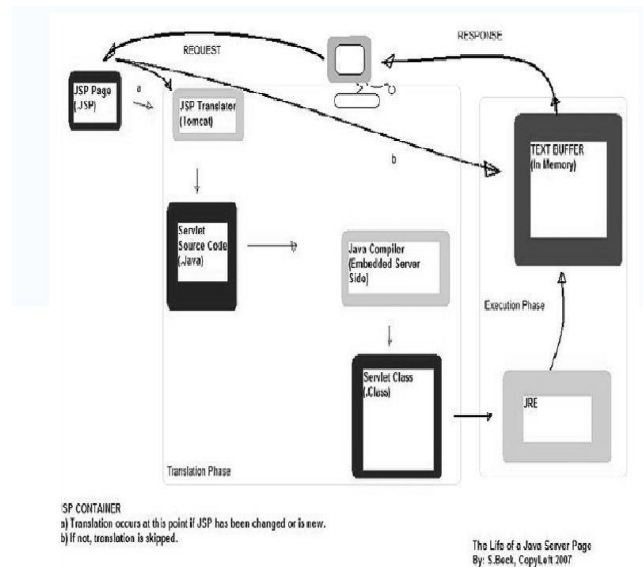 REQUEST
RESPONSE
JSP Page
(.JSP)
a
JSP Translator
(Tomcat)
b
TEXT BUFFER
(In Memory)
Servlet
Source Code
(.Java)
Java Compiler
(Embedded Server
Side)
Execution Phase
Servlet Class
(.Class)
JRE
Translation Phase
JSP CONTAINER
a) Translation occurs at this point if JSP has been changed or is new.
b) If not, translation is skipped.
The Life of a Java Server Page
By: S.Beck, CopyLeft 2007